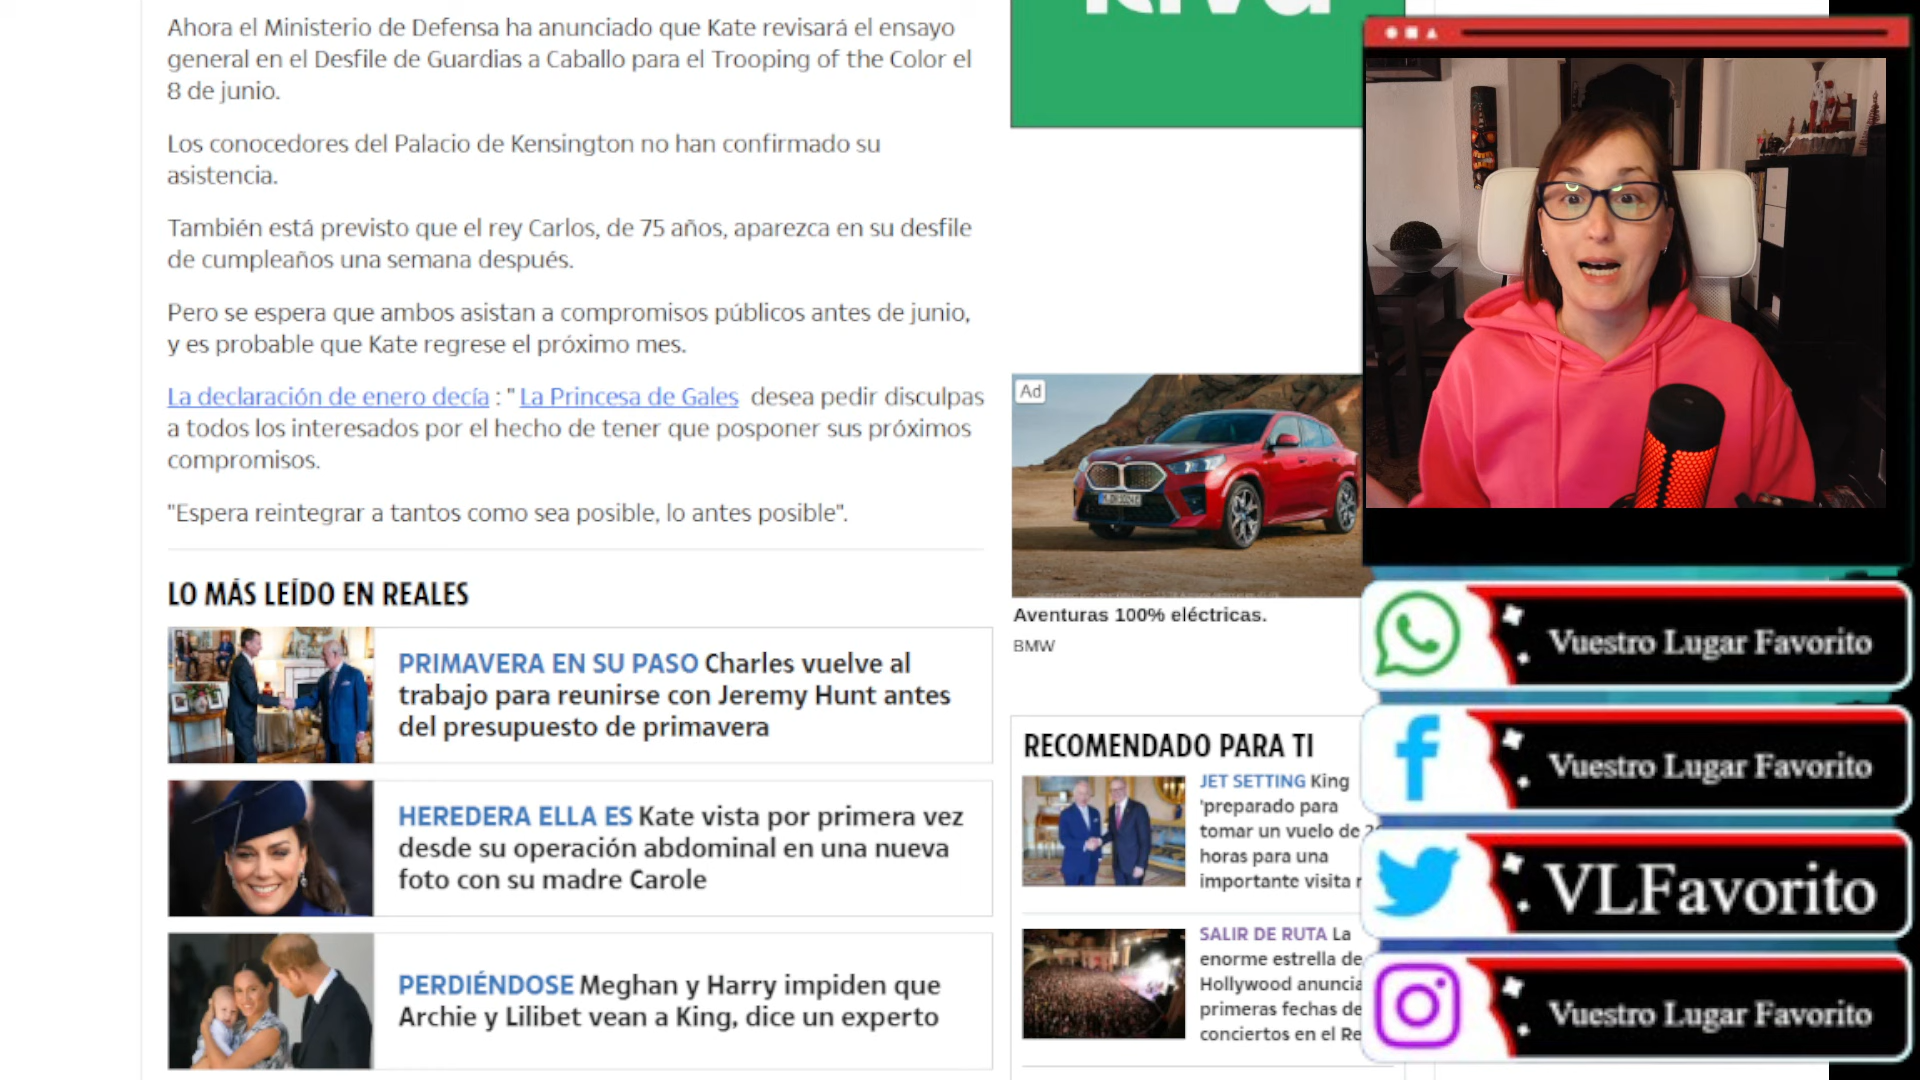 Ahora el Ministerio de Defensa ha anunciado que Kate revisará el ensayo
general en el Desfile de Guardias a Caballo para el Trooping of the Color el
8 de junio.
Los conocedores del Palacio de Kensington no han confirmado su
asistencia.
También está previsto que el rey Carlos, de 75 años, aparezca en su desfile
de cumpleaños una semana después.
Pero se espera que ambos asistan a compromisos públicos antes de junio,
y es probable que Kate regrese el próximo mes.
La declaración de enero decía : " La Princesa de Gales desea pedir disculpas
a todos los interesados por el hecho de tener que posponer sus próximos
compromisos.
"Espera reintegrar a tantos como sea posible, lo antes posible".
LO MÁS LEÍDO EN REALES
PRIMAVERA EN SU PASO Charles vuelve al
trabajo para reunirse con Jeremy Hunt antes
del presupuesto de primavera
HEREDERA ELLA ES Kate vista por primera vez
desde su operación abdominal en una nueva
foto con su madre Carole
PERDIÉNDOSE Meghan y Harry impiden que
Archie y Lilibet vean a King, dice un experto
Ad
Aventuras 100% eléctricas.
BMW
RECOMENDADO PARA TI
JET SETTING King
'preparado para
tomar un vuelo de
horas para una
importante visita
SALIR DE RUTA La
enorme estrella de
Hollywood anuncia
primeras fechas de
conciertos en el
Vuestro Lugar Favorito
Vuestro Lugar Favorito
VLFavorito
Vuestro Lugar Favorito